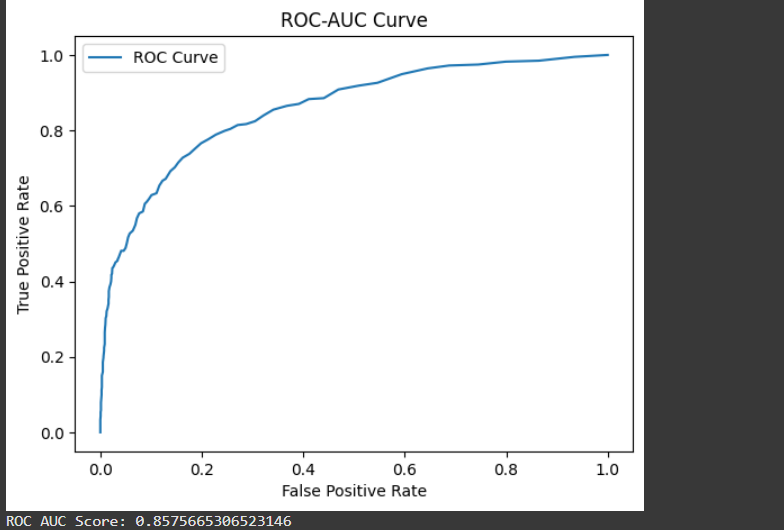 ROC-AUC Curve
ROC Curve
1.0
0.8
0.6
0.4
0.2
0.0
True Positive Rate
0.0 0.2 0.4 0.6 0.8 1.0
False Positive Rate
ROC AUC Score: 0.8575665306523146